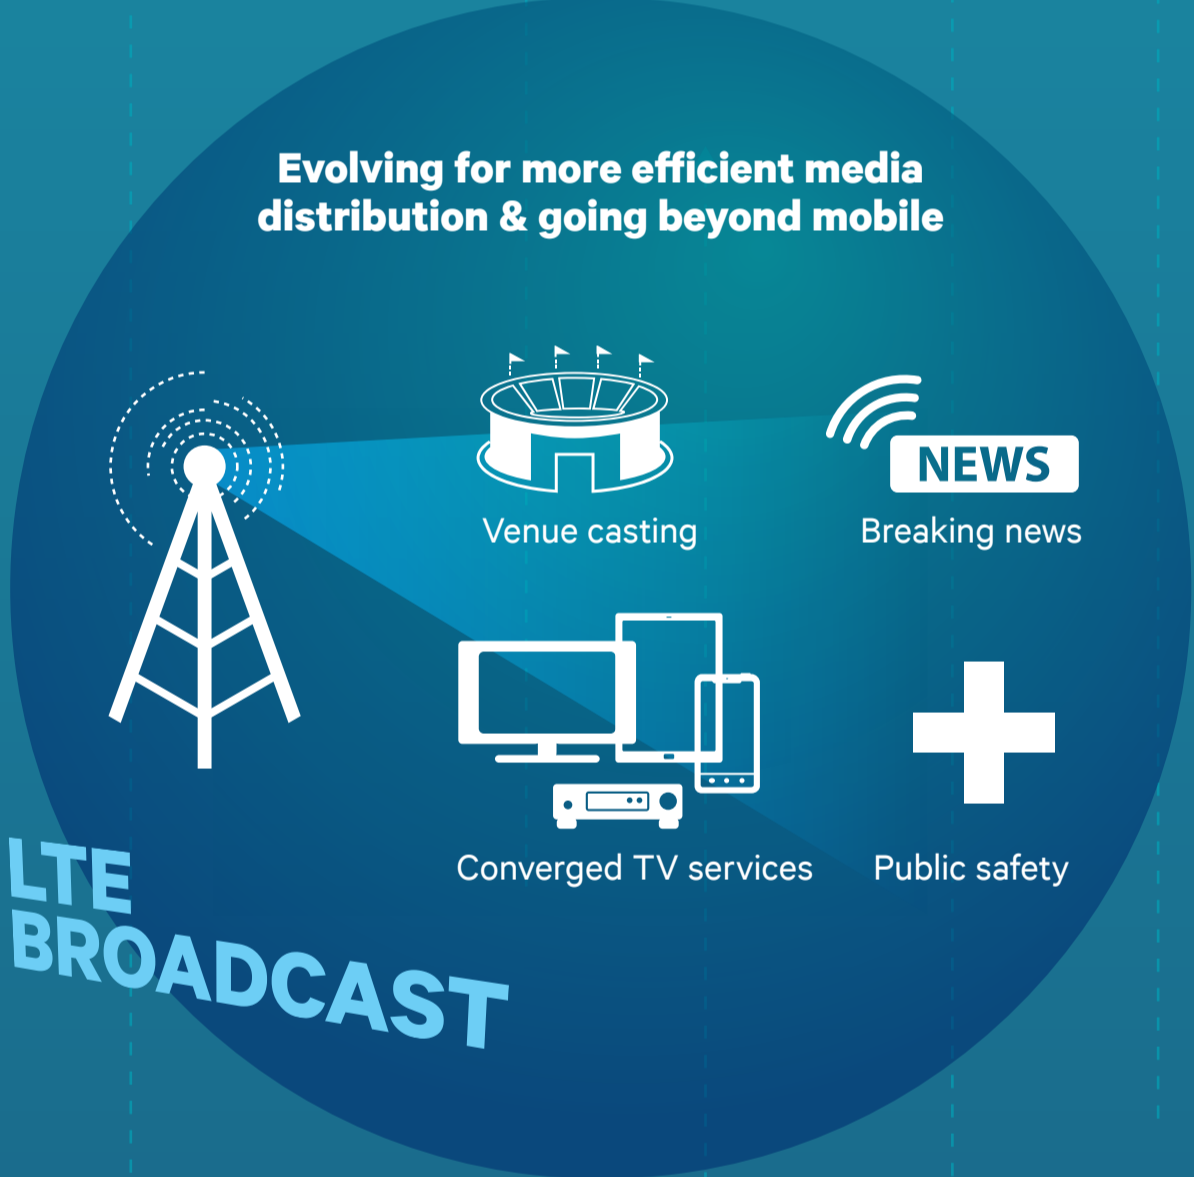 Evolving for more efficient media
distribution & going beyond mobile
NEWS
Venue casting
Breaking news
Converged TV services
Public safety
LTE
BROADCAST